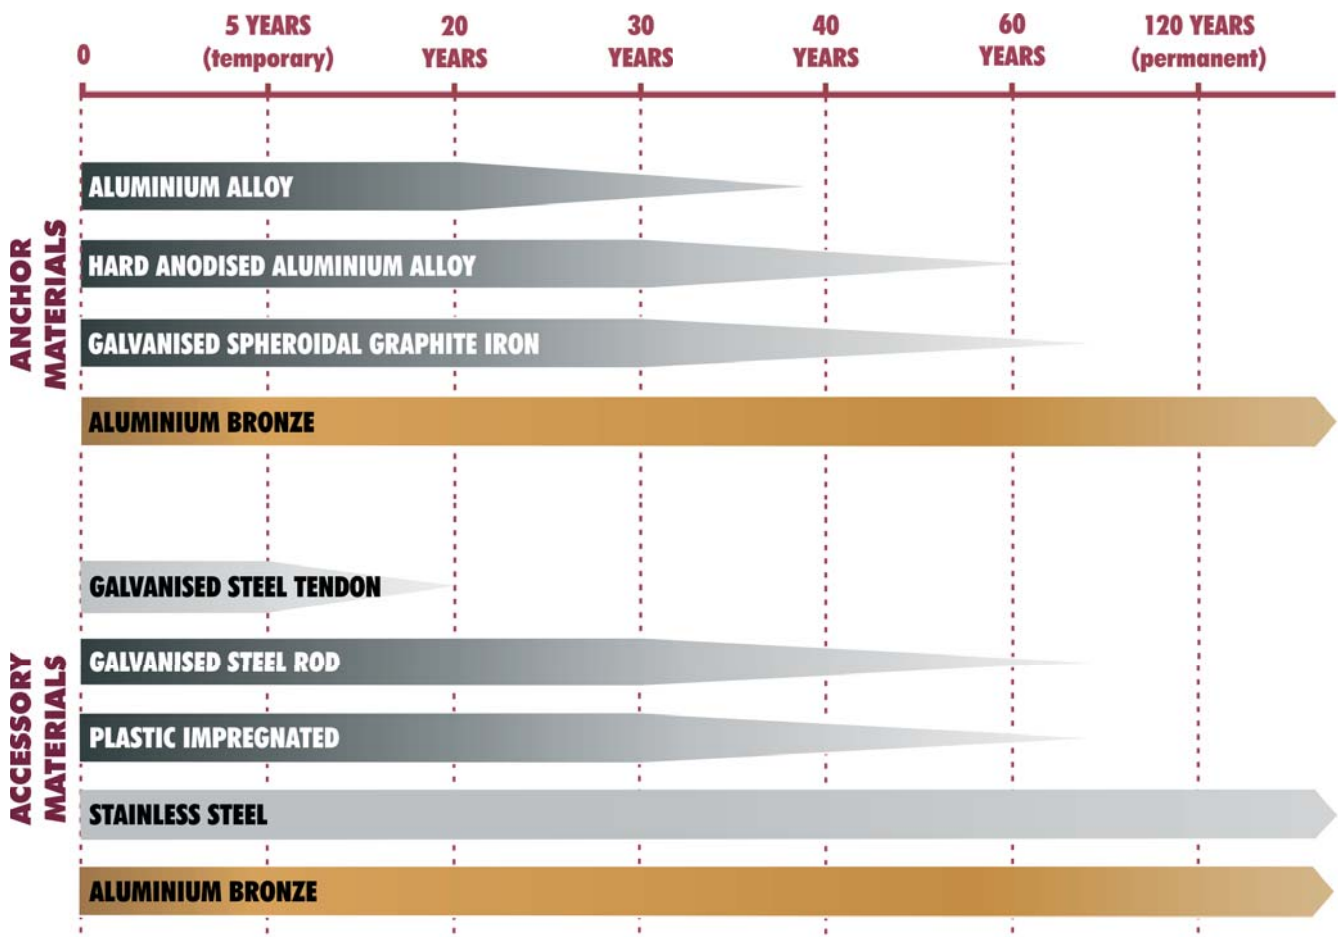 0
5 YEARS
(temporary)
20
YEARS
30
YEARS
40
YEARS
60
YEARS
120 YEARS
(permanent)
ANCHOR
MATERIALS
ALUMINIUM ALLOY
HARD ANODISED ALUMINIUM ALLOY
GALVANISED SPHEROIDAL GRAPHITE IRON
ALUMINIUM BRONZE
ACCESSORY
MATERIALS
GALVANISED STEEL TENDON
GALVANISED STEEL ROD
PLASTIC IMPREGNATED
STAINLESS STEEL
ALUMINIUM BRONZE